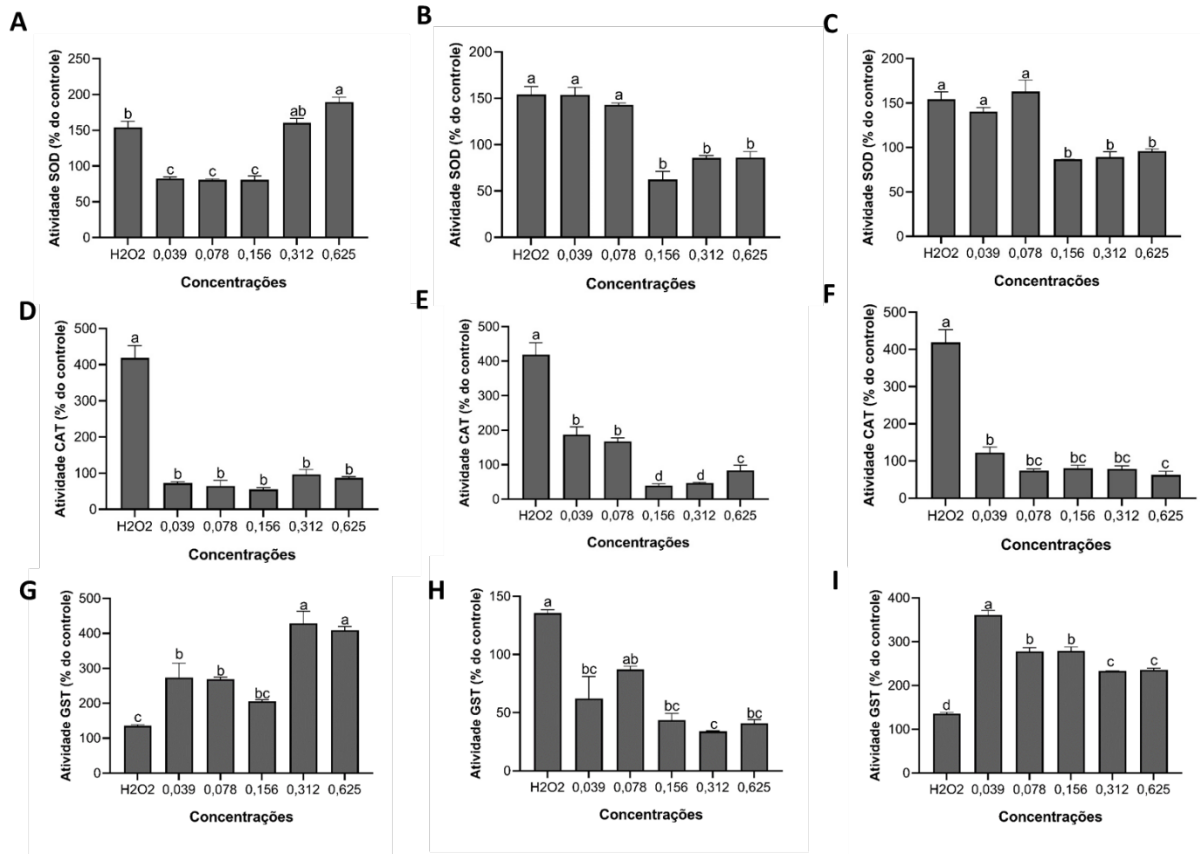 A
Atividade SOD (% do controle)
250
200
150
100
50
0
b
c
c
c
ab
a
H2O2 0,039 0,078 0,156 0,312 0,625
Concentrações
B
Atividade SOD (% do controle)
200
150
100
50
0
a
a
a
b
b
b
H2O2 0,039 0,078 0,156 0,312 0,625
Concentrações
C
Atividade SOD (% do controle)
200
150
100
50
0
a
a
a
b
b
b
H2O2 0,039 0,078 0,156 0,312 0,625
Concentrações
D
Atividade CAT (% do controle)
500
400
300
200
100
0
a
b
b
b
b
b
H2O2 0,039 0,078 0,156 0,312 0,625
Concentrações
E
Atividade CAT (% do controle)
500
400
300
200
100
0
a
b
b
d
d
c
H2O2 0,039 0,078 0,156 0,312 0,625
Concentrações
F
Atividade CAT (% do controle)
500
400
300
200
100
0
a
b
bc
bc
bc
c
H2O2 0,039 0,078 0,156 0,312 0,625
Concentrações
G
Atividade GST (% do controle)
500
400
300
200
100
0
c
b
b
bc
a
a
H2O2 0,039 0,078 0,156 0,312 0,625
Concentrações
H
Atividade GST (% do controle)
150
100
50
0
a
bc
ab
bc
c
bc
H2O2 0,039 0,078 0,156 0,312 0,625
Concentrações
I
Atividade GST (% do controle)
400
300
200
100
0
d
a
b
b
c
c
H2O2 0,039 0,078 0,156 0,312 0,625
Concentrações